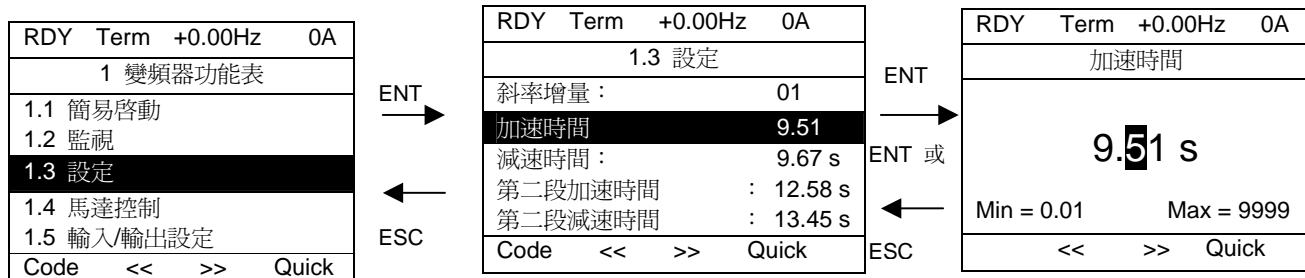 RDY Term +0.00Hz 0A
1 變頻器功能表
1.1 簡易啓動
1.2 監視
1.3 設定
1.4 馬達控制
1.5 輸入/輸出設定
Code << >> Quick
ENT
ESC
RDY Term +0.00Hz 0A
1.3 設定
斜率增量： 01
加速時間 9.51
減速時間： 9.67 s
第二段加速時間 : 12.58 s
第二段減速時間 : 13.45 s
Code << >> Quick
ENT
ENT 或
ESC
RDY Term +0.00Hz 0A
加速時間
9.51 s
Min = 0.01 Max = 9999
<< >> Quick